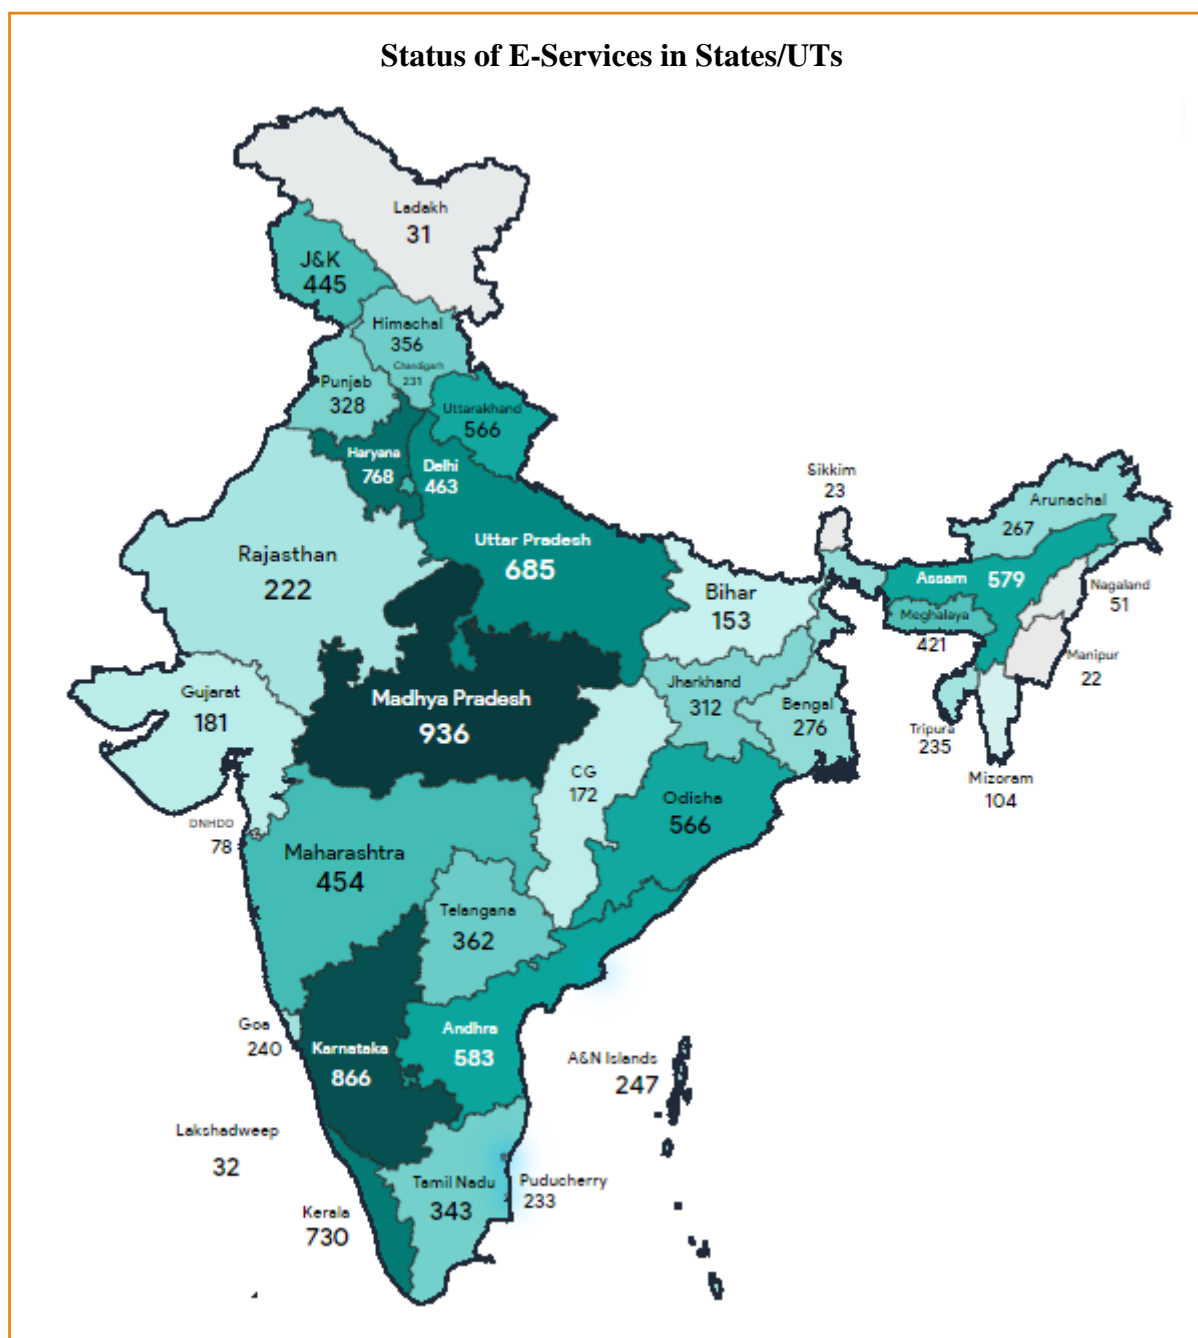 Status of E-Services in States/UTs
Ladakh
31
J&K
445
Himachal
356
Chandigarh
231
Punjab
328
Uttarakhand
566
Haryana
768
Delhi
463
Sikkim
23
Arunachal
267
Rajasthan
222
Uttar Pradesh
685
Bihar
153
Assam 579
Nagaland
51
Meghalaya
421
Manipur
22
Gujarat
181
Madhya Pradesh
936
Jharkhand
312
Bengal
276
Tripura
235
Mizoram
104
CG
172
Odisha
566
DNHDD
78
Maharashtra
454
Telangana
362
Goa
240
Karnataka
866
Andhra
583
A&N Islands
247
Lakshadweep
32
Kerala
730
Tamil Nadu
343
Puducherry
233